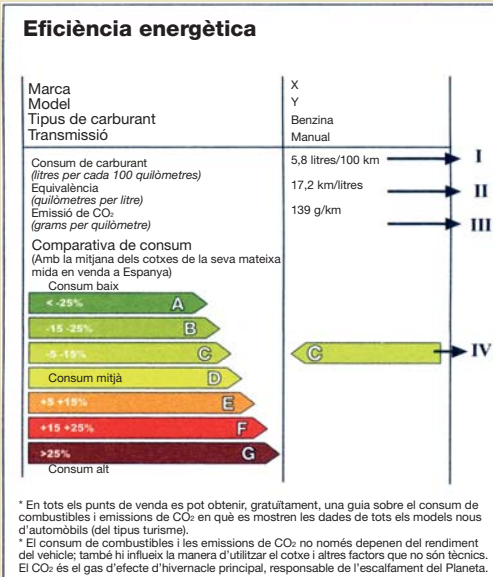 Eficiència energètica
Marca X
Model Y
Tipus de carburant Benzina
Transmissió Manual
Consum de carburant 5,8 litres/100 km I
(litres per cada 100 quilòmetres)
Equivalència 17,2 km/litres II
(quilòmetres per litre)
Emissió de CO₂ 139 g/km
(grams per quilòmetre) III
Comparativa de consum
(Amb la mitjana dels cotxes de la seva mateixa
mida en venda a Espanya)
Consum baix
< -25% A
-15 -25% B
-5 -15% C C IV
Consum mitjà D
+5 +15% E
+15 +25% F
>25% G
Consum alt
* En tots els punts de venda es pot obtenir, gratuïtament, una guia sobre el consum de
combustibles i emissions de CO₂ en què es mostren les dades de tots els models nous
d'automòbils (del tipus turisme).
* El consum de combustibles i les emissions de CO₂ no només depenen del rendiment
del vehicle; també hi influeix la manera d'utilitzar el cotxe i altres factors que no són tècnics.
El CO₂ és el gas d'efecte d'hivernacle principal, responsable de l'escalfament del Planeta.